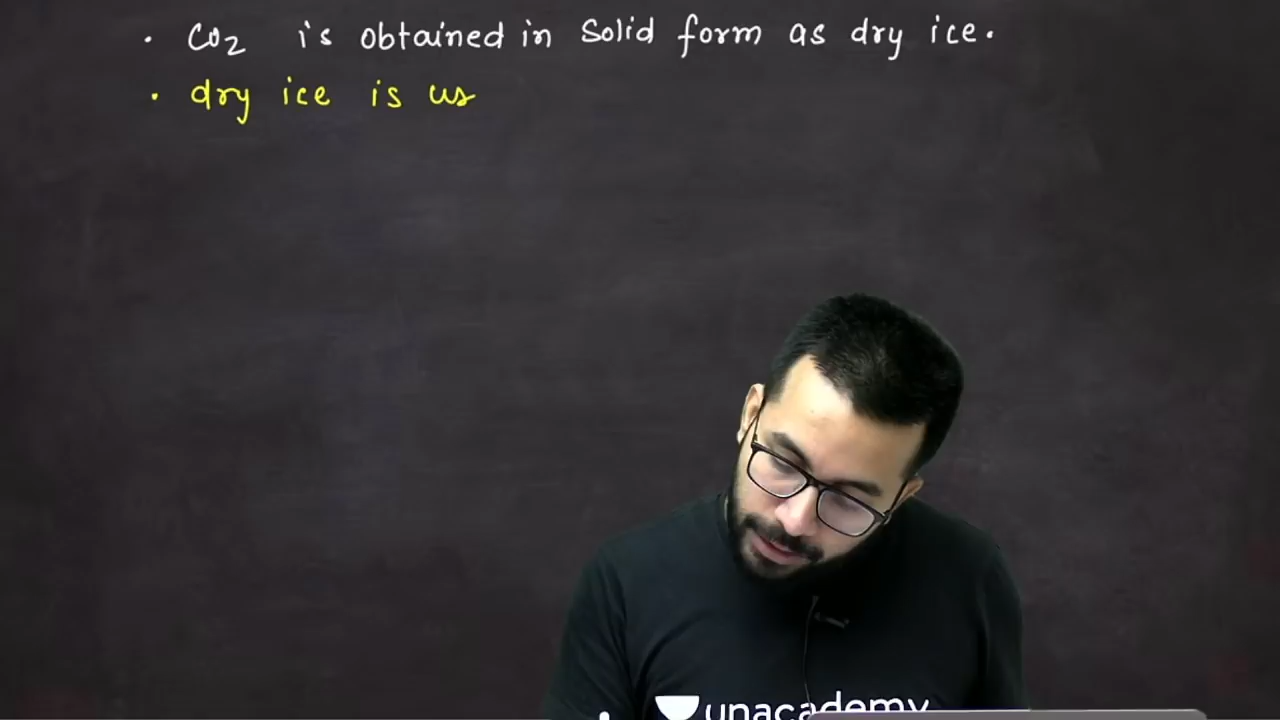 · CO2 is obtained in Solid form as dry ice.
· dry ice is us
unacademy